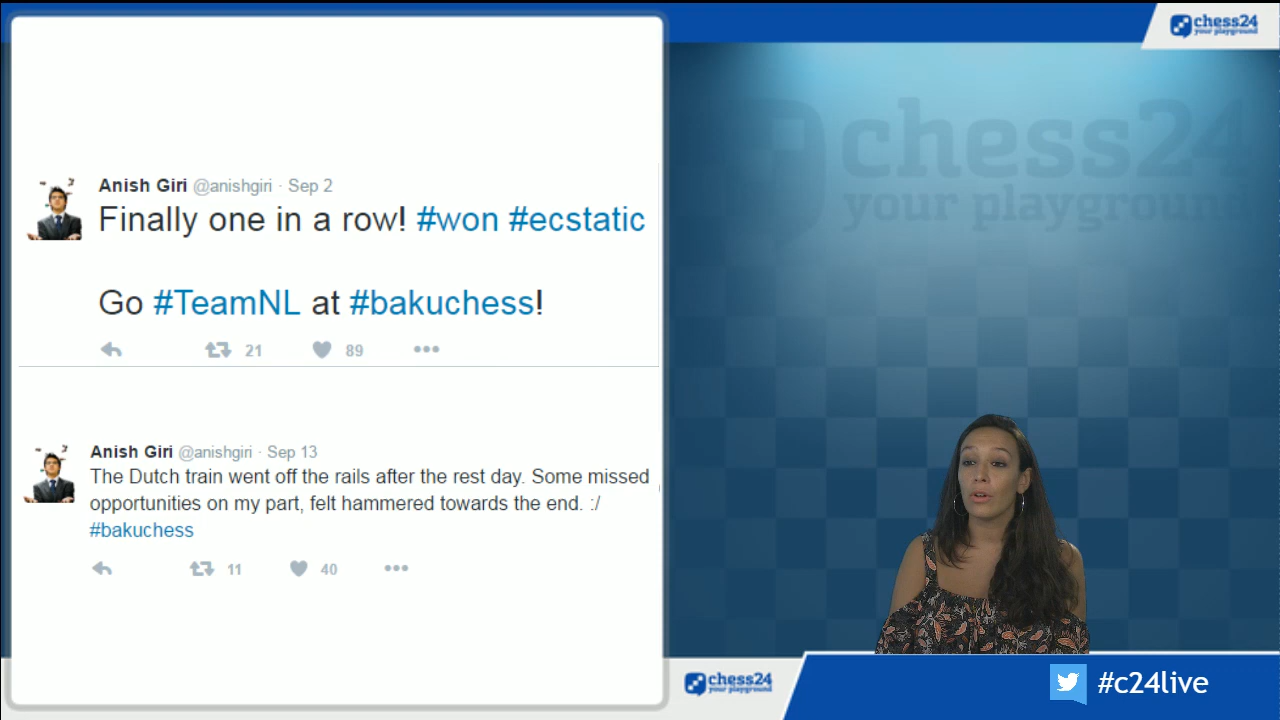 chess24
your playground
chess24
your playground
Anish Giri @anishgiri · Sep 2
Finally one in a row! #won #ecstatic
Go #TeamNL at #bakuchess!
21 89
Anish Giri @anishgiri · Sep 13
The Dutch train went off the rails after the rest day. Some missed
opportunities on my part, felt hammered towards the end. :/
#bakuchess
11 40
chess24
your playground
#c24live